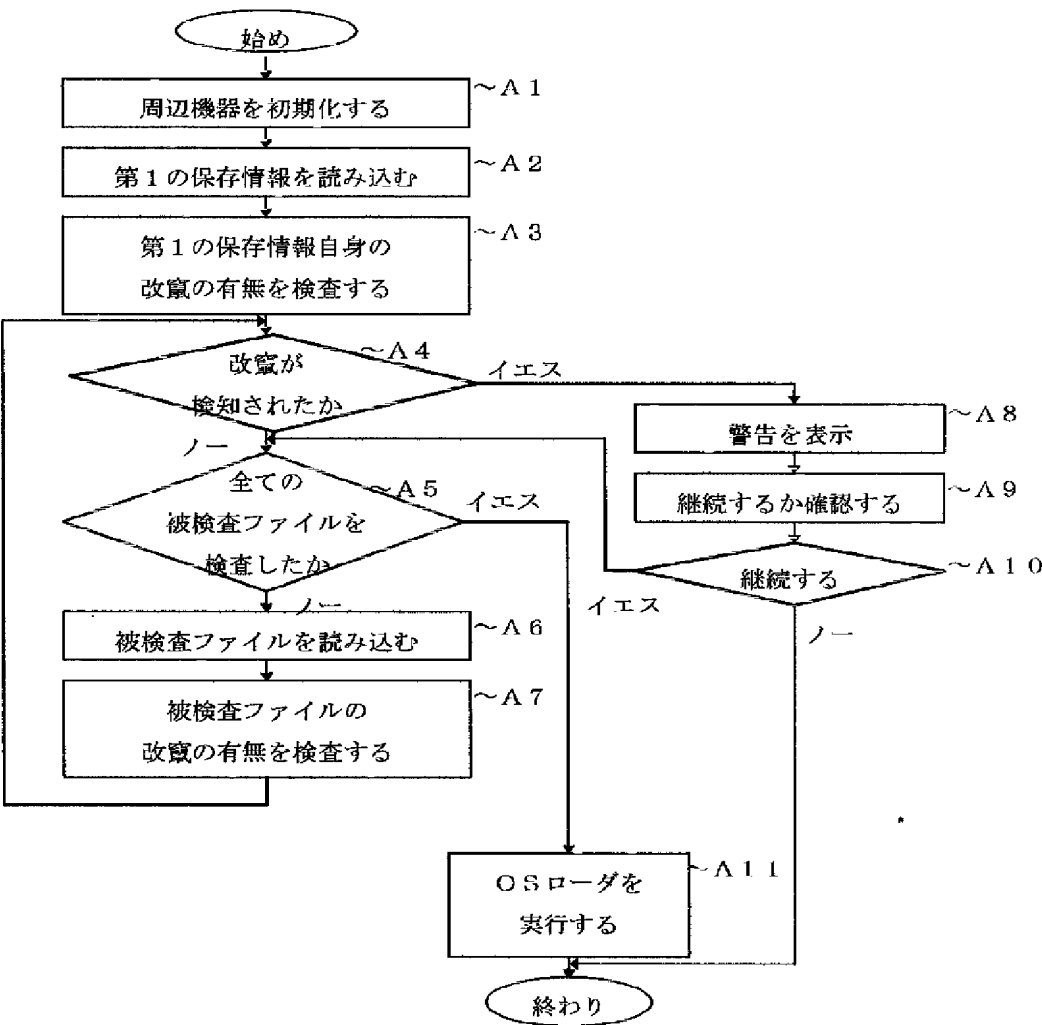 始め
周辺機器を初期化する
~A1
第1の保存情報を読み込む
~A2
第1の保存情報自身の
改竄の有無を検査する
~A3
改竄が
検知されたか
~A4
イエス
ノー
警告を表示
~A8
継続するか確認する
~A9
継続する
~A10
イエス
ノー
全ての
被検査ファイルを
検査したか
~A5
イエス
ノー
被検査ファイルを読み込む
~A6
被検査ファイルの
改竄の有無を検査する
~A7
OSローダを
実行する
~A11
終わり